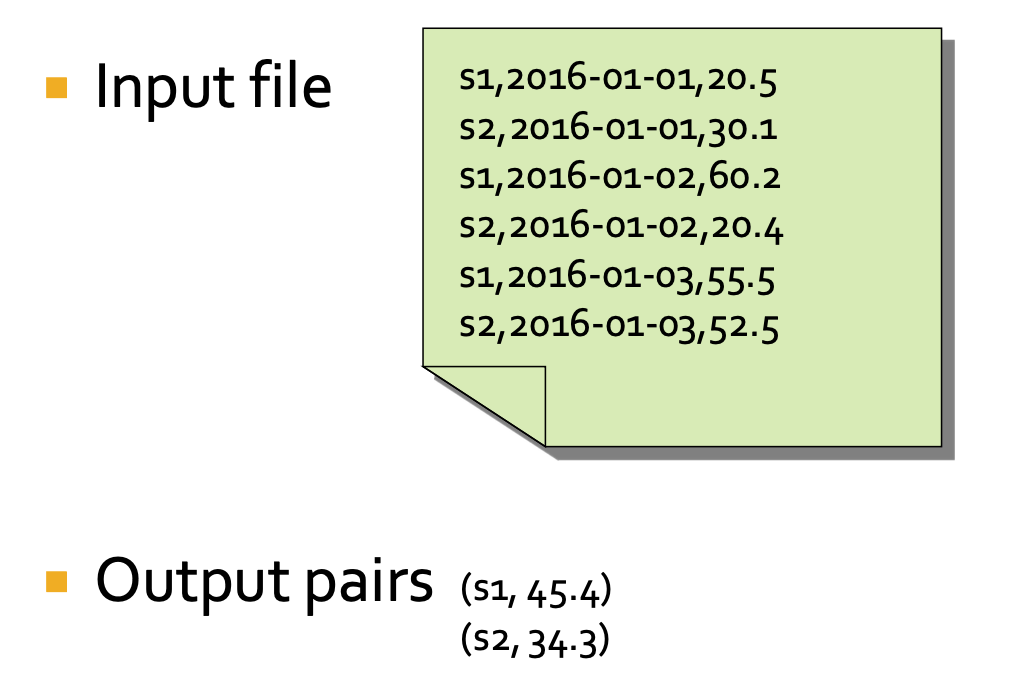 Input file
s1,2016-01-01,20.5
s2,2016-01-01,30.1
s1,2016-01-02,60.2
s2,2016-01-02,20.4
s1,2016-01-03,55.5
s2,2016-01-03,52.5
Output pairs
(s1, 45.4)
(s2, 34.3)